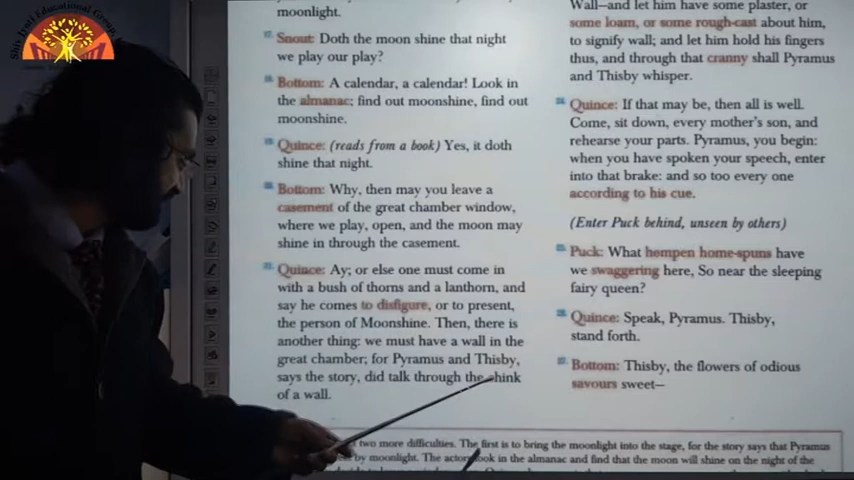 Shiv Jyoti Educational Group,
moonlight.
Snout: Doth the moon shine that night
we play our play?
Bottom: A calendar, a calendar! Look in
the almanac; find out moonshine, find out
moonshine.
Quince: (reads from a book) Yes, it doth
shine that night.
Bottom: Why, then may you leave a
casement of the great chamber window,
where we play, open, and the moon may
shine in through the casement.
Quince: Ay; or else one must come in
with a bush of thorns and a lanthorn, and
say he comes to disfigure, or to present,
the person of Moonshine. Then, there is
another thing: we must have a wall in the
great chamber; for Pyramus and Thisby,
says the story, did talk through the chink
of a wall.
Wall—and let him have some plaster, or
some loam, or some rough-cast about him,
to signify wall; and let him hold his fingers
thus, and through that cranny shall Pyramus
and Thisby whisper.
Quince: If that may be, then all is well.
Come, sit down, every mother's son, and
rehearse your parts. Pyramus, you begin:
when you have spoken your speech, enter
into that brake: and so too every one
according to his cue.
(Enter Puck behind, unseen by others)
Puck: What hempen home-spuns have
we swaggering here, So near the sleeping
fairy queen?
Quince: Speak, Pyramus. Thisby,
stand forth.
Bottom: Thisby, the flowers of odious
savours sweet—
two more difficulties. The first is to bring the moonlight into the stage, for the story says that Pyramus
by moonlight. The actors look in the almanac and find that the moon will shine on the night of the